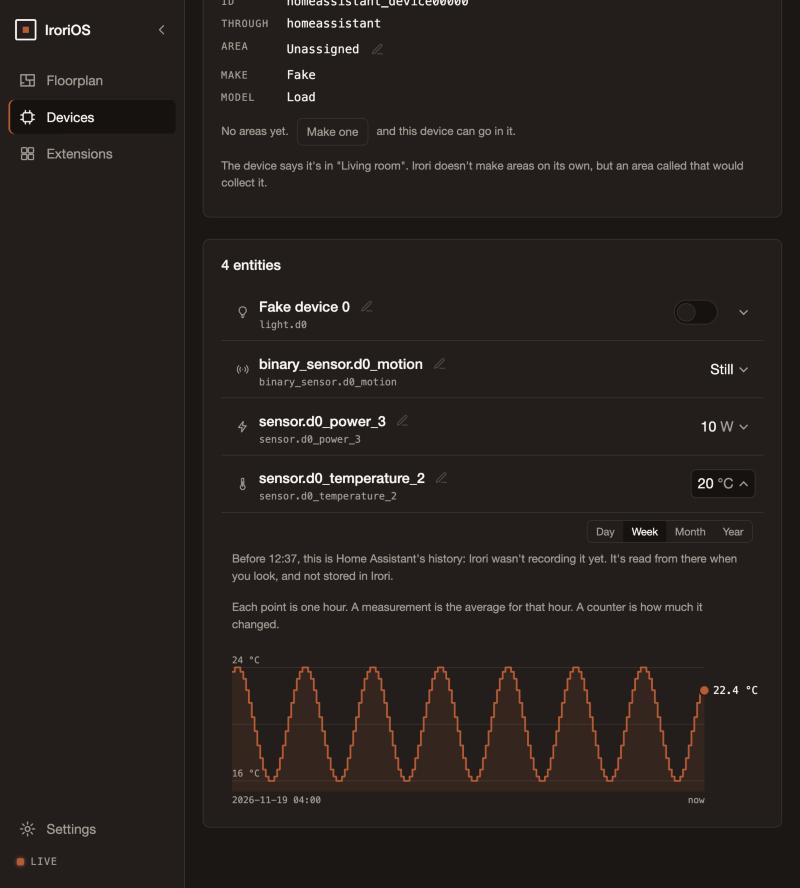 IroriOS
Floorplan
Devices
Extensions
Settings
LIVE
ID homeassistant_device00000
THROUGH homeassistant
AREA Unassigned
MAKE Fake
MODEL Load
No areas yet. Make one and this device can go in it.
The device says it's in "Living room". Irori doesn't make areas on its own, but an area called that would
collect it.
4 entities
Fake device 0
light.d0
binary_sensor.d0_motion
binary_sensor.d0_motion
Still
sensor.d0_power_3
sensor.d0_power_3
10 W
sensor.d0_temperature_2
sensor.d0_temperature_2
20 °C
Day Week Month Year
Before 12:37, this is Home Assistant's history: Irori wasn't recording it yet. It's read from there when
you look, and not stored in Irori.
Each point is one hour. A measurement is the average for that hour. A counter is how much it
changed.
24 °C
22.4 °C
16 °C
2026-11-19 04:00 now